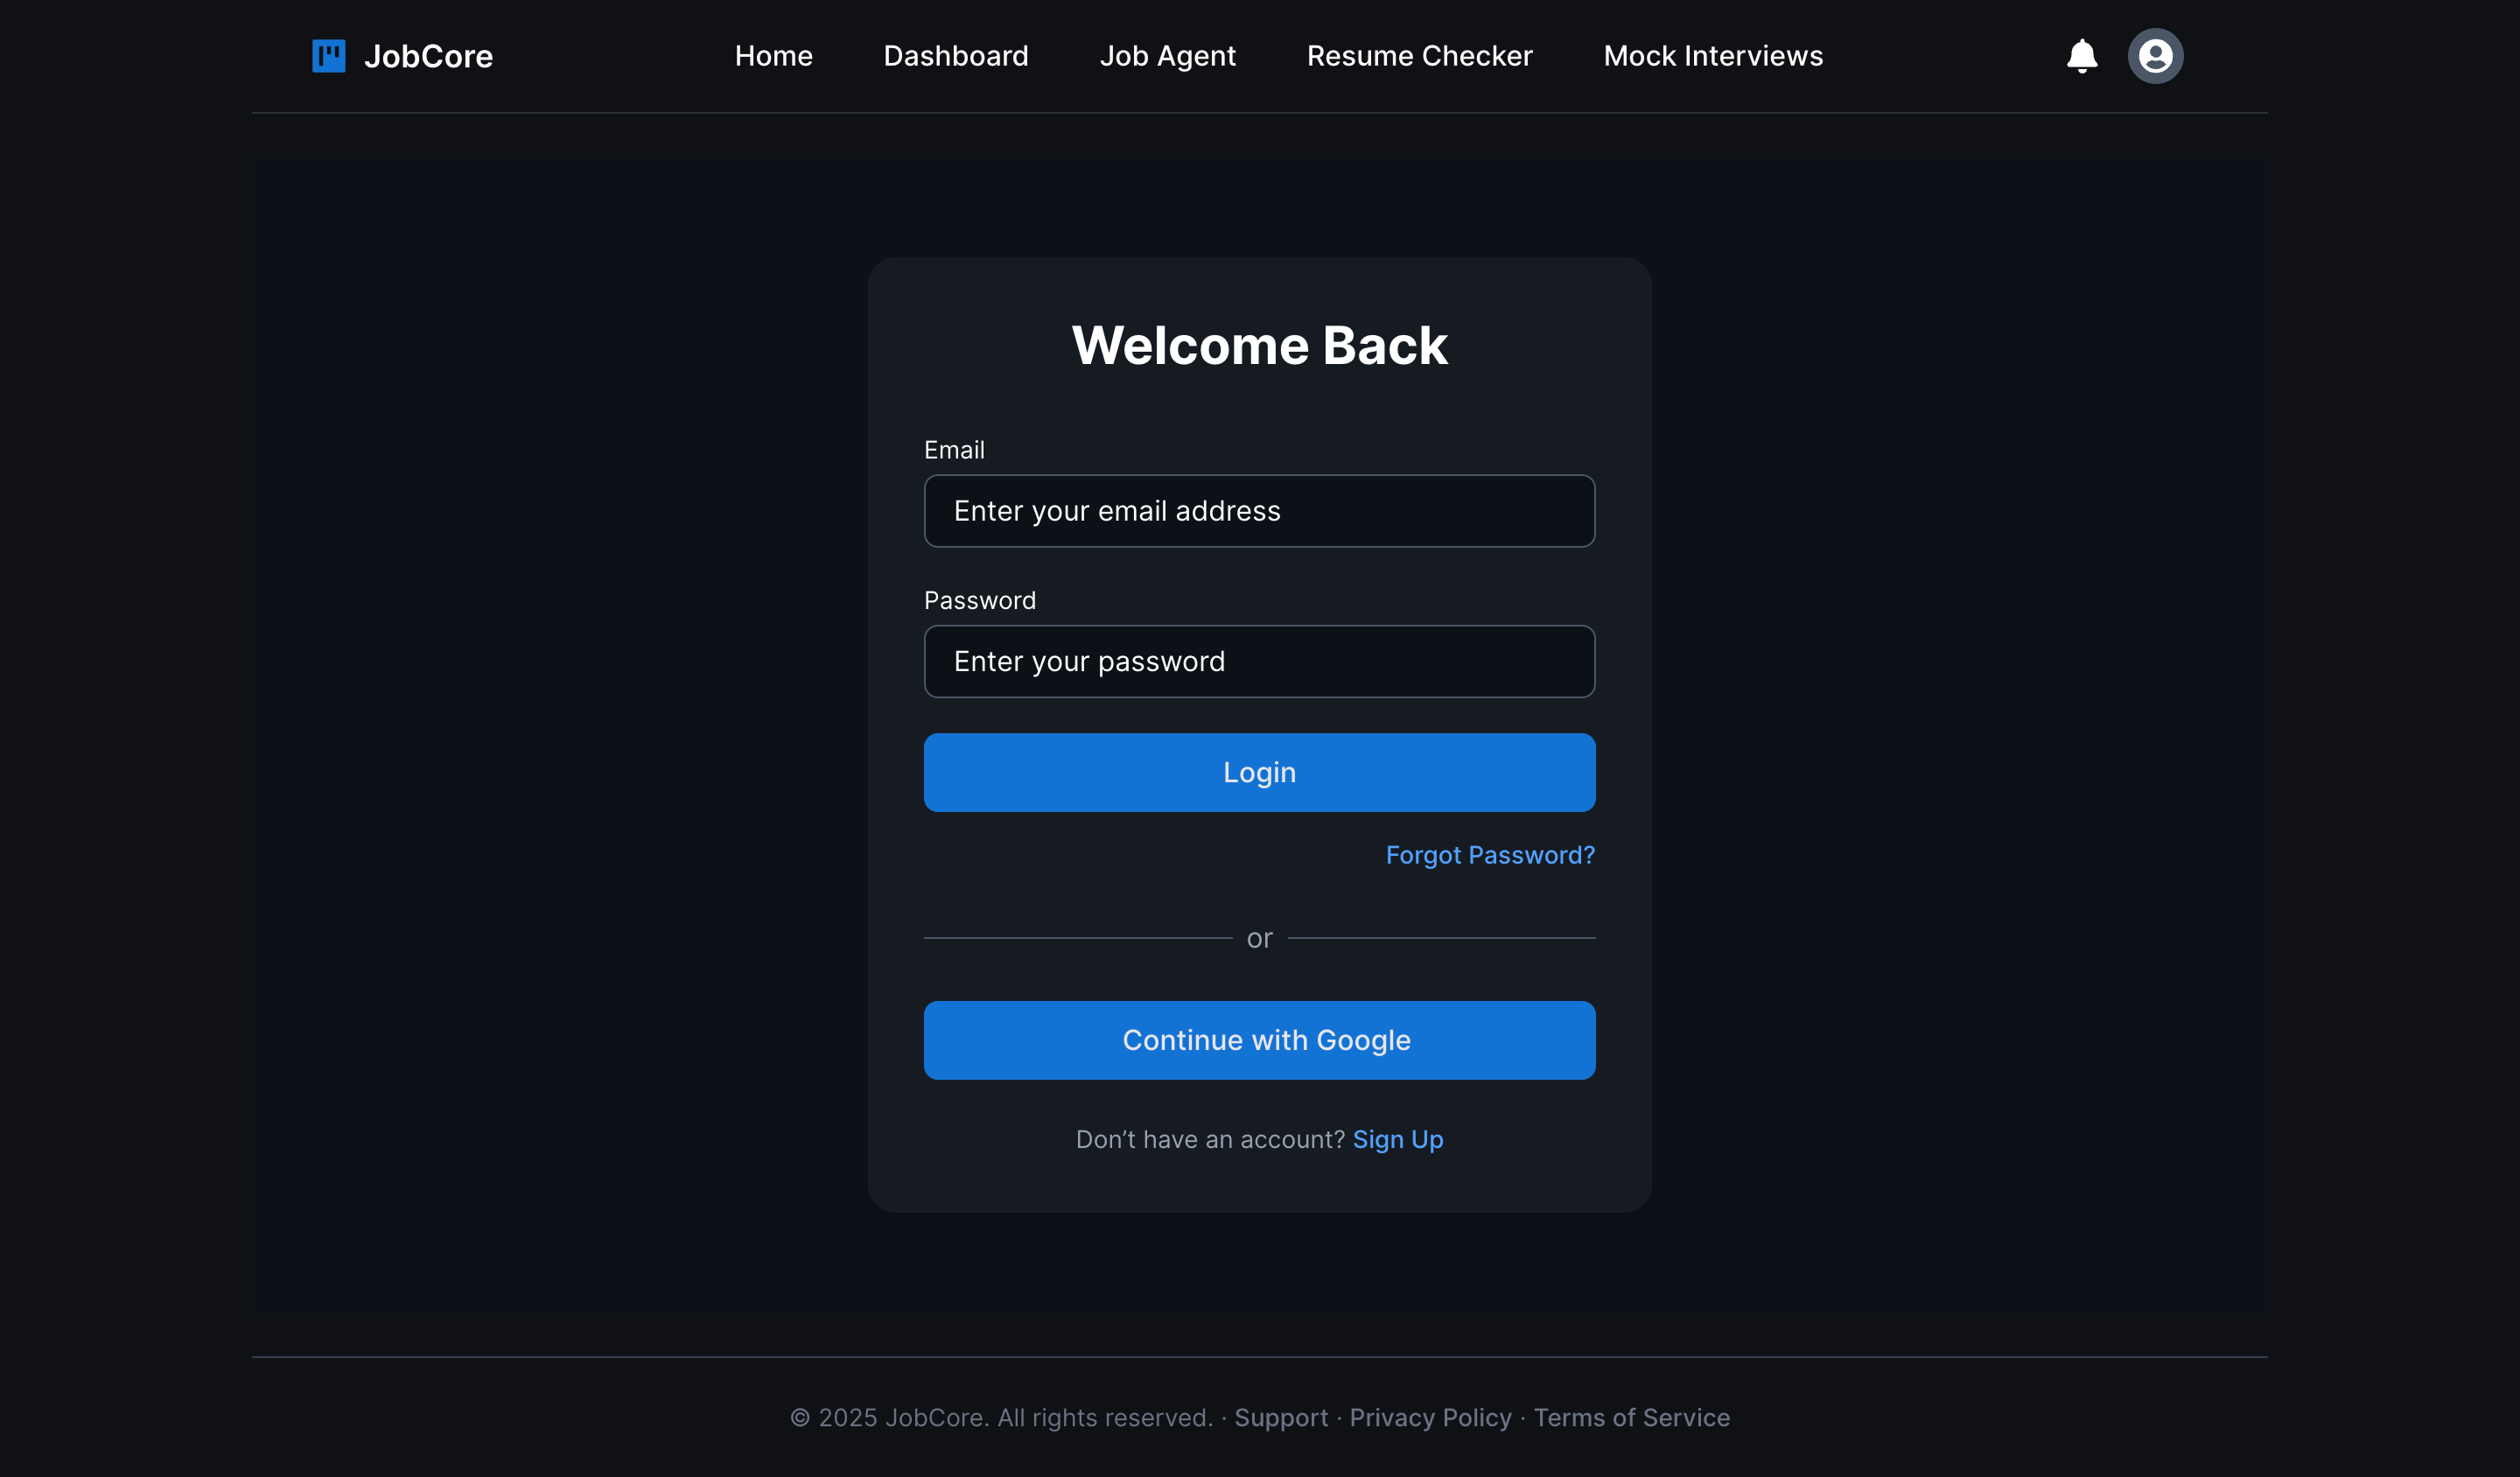 JobCore
Home Dashboard Job Agent Resume Checker Mock Interviews
Welcome Back
Email
Enter your email address
Password
Enter your password
Login
Forgot Password?
or
Continue with Google
Don’t have an account? Sign Up
© 2025 JobCore. All rights reserved. · Support · Privacy Policy · Terms of Service